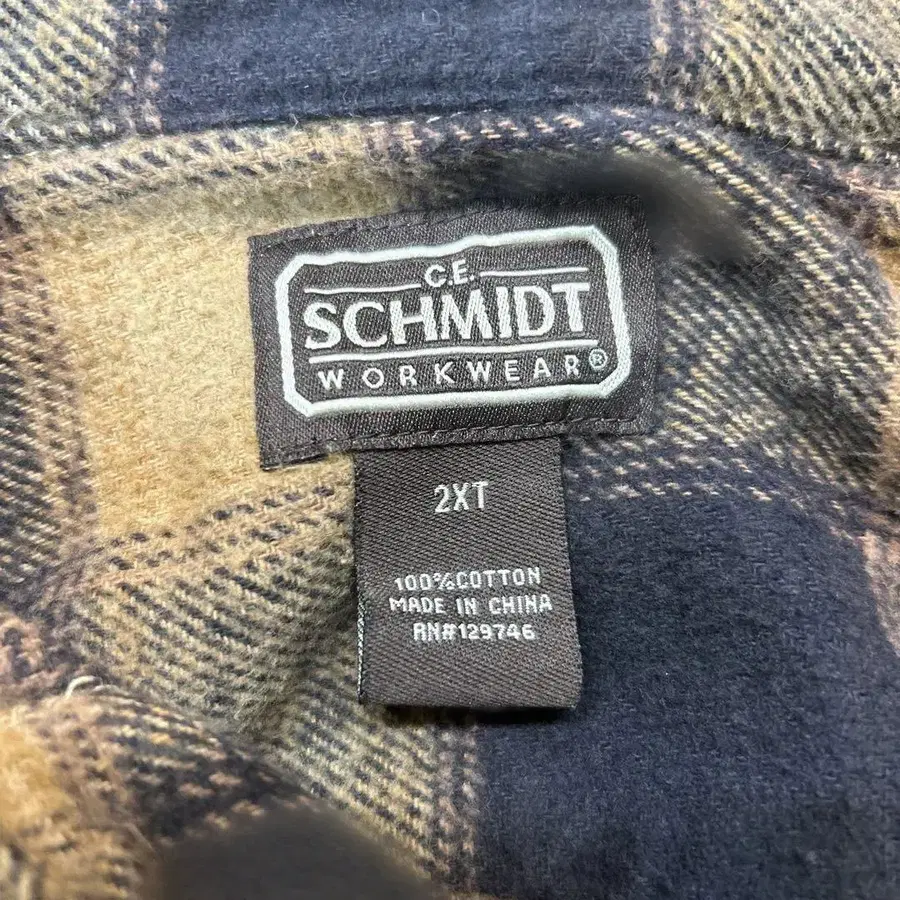 C.E.
SCHMIDT
WORKWEAR®
2XT
100%COTTON
MADE IN CHINA
RN#129746